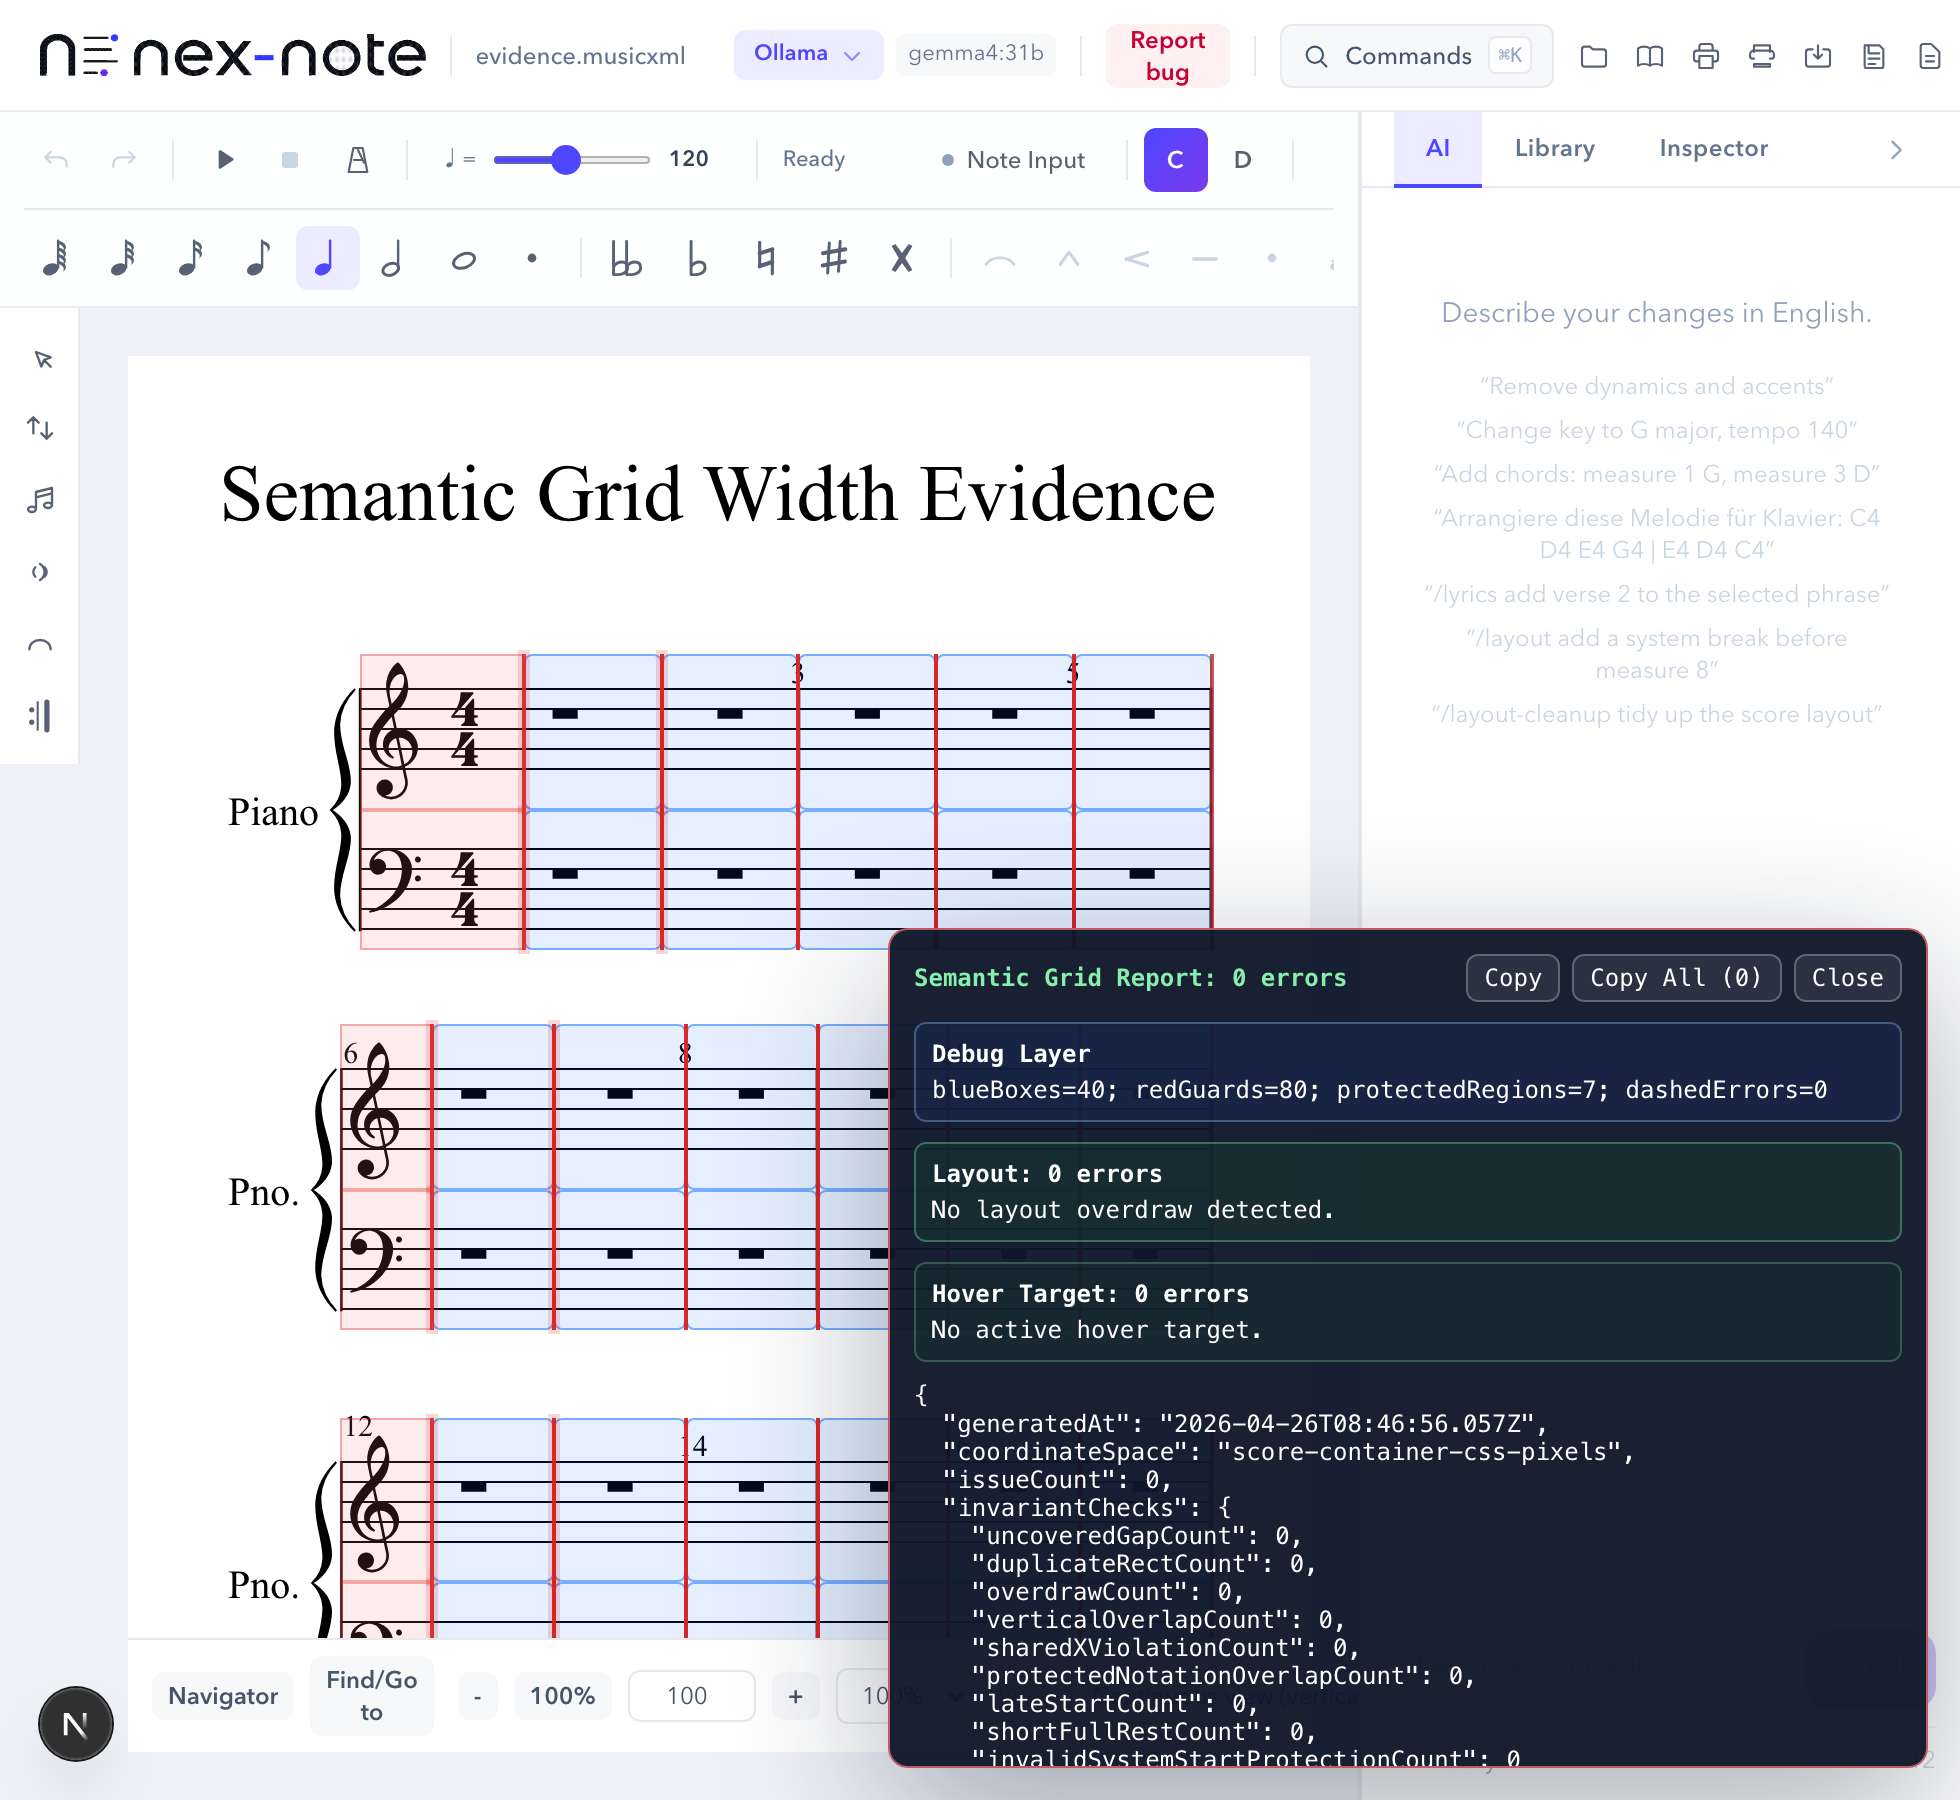 nex-note
evidence.musicxml
Ollama
gemma4:31b
Report
bug
Commands
⌘K
= 120
Ready
Note Input
C
D
AI
Library
Inspector
Describe your changes in English.
“Remove dynamics and accents”
“Change key to G major, tempo 140”
“Add chords: measure 1 G, measure 3 D”
“Arrangiere diese Melodie für Klavier: C4
D4 E4 G4 | E4 D4 C4”
“/lyrics add verse 2 to the selected phrase”
“/layout add a system break before
measure 8”
“/layout-cleanup tidy up the score layout”
Semantic Grid Width Evidence
3
5
4
4
Piano
4
4
6
8
Pno.
12
14
Pno.
Semantic Grid Report: 0 errors
Copy
Copy All (0)
Close
Debug Layer
blueBoxes=40; redGuards=80; protectedRegions=7; dashedErrors=0
Layout: 0 errors
No layout overdraw detected.
Hover Target: 0 errors
No active hover target.
{
"generatedAt": "2026-04-26T08:46:56.057Z",
"coordinateSpace": "score-container-css-pixels",
"issueCount": 0,
"invariantChecks": {
"uncoveredGapCount": 0,
"duplicateRectCount": 0,
"overdrawCount": 0,
"verticalOverlapCount": 0,
"sharedXViolationCount": 0,
"protectedNotationOverlapCount": 0,
"lateStartCount": 0,
"shortFullRestCount": 0,
"invalidSystemStartProtectionCount": 0
Navigator
Find/Go
to
-
100%
100
+
100%
N